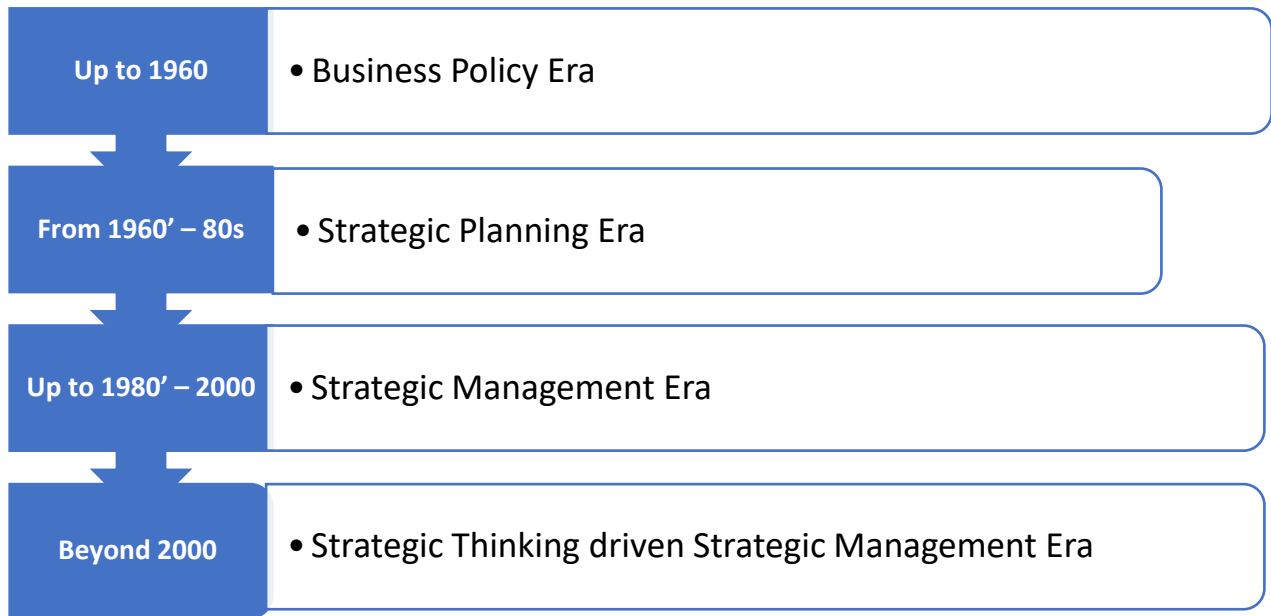 Up to 1960
• Business Policy Era
From 1960’ – 80s
• Strategic Planning Era
Up to 1980’ – 2000
• Strategic Management Era
Beyond 2000
• Strategic Thinking driven Strategic Management Era